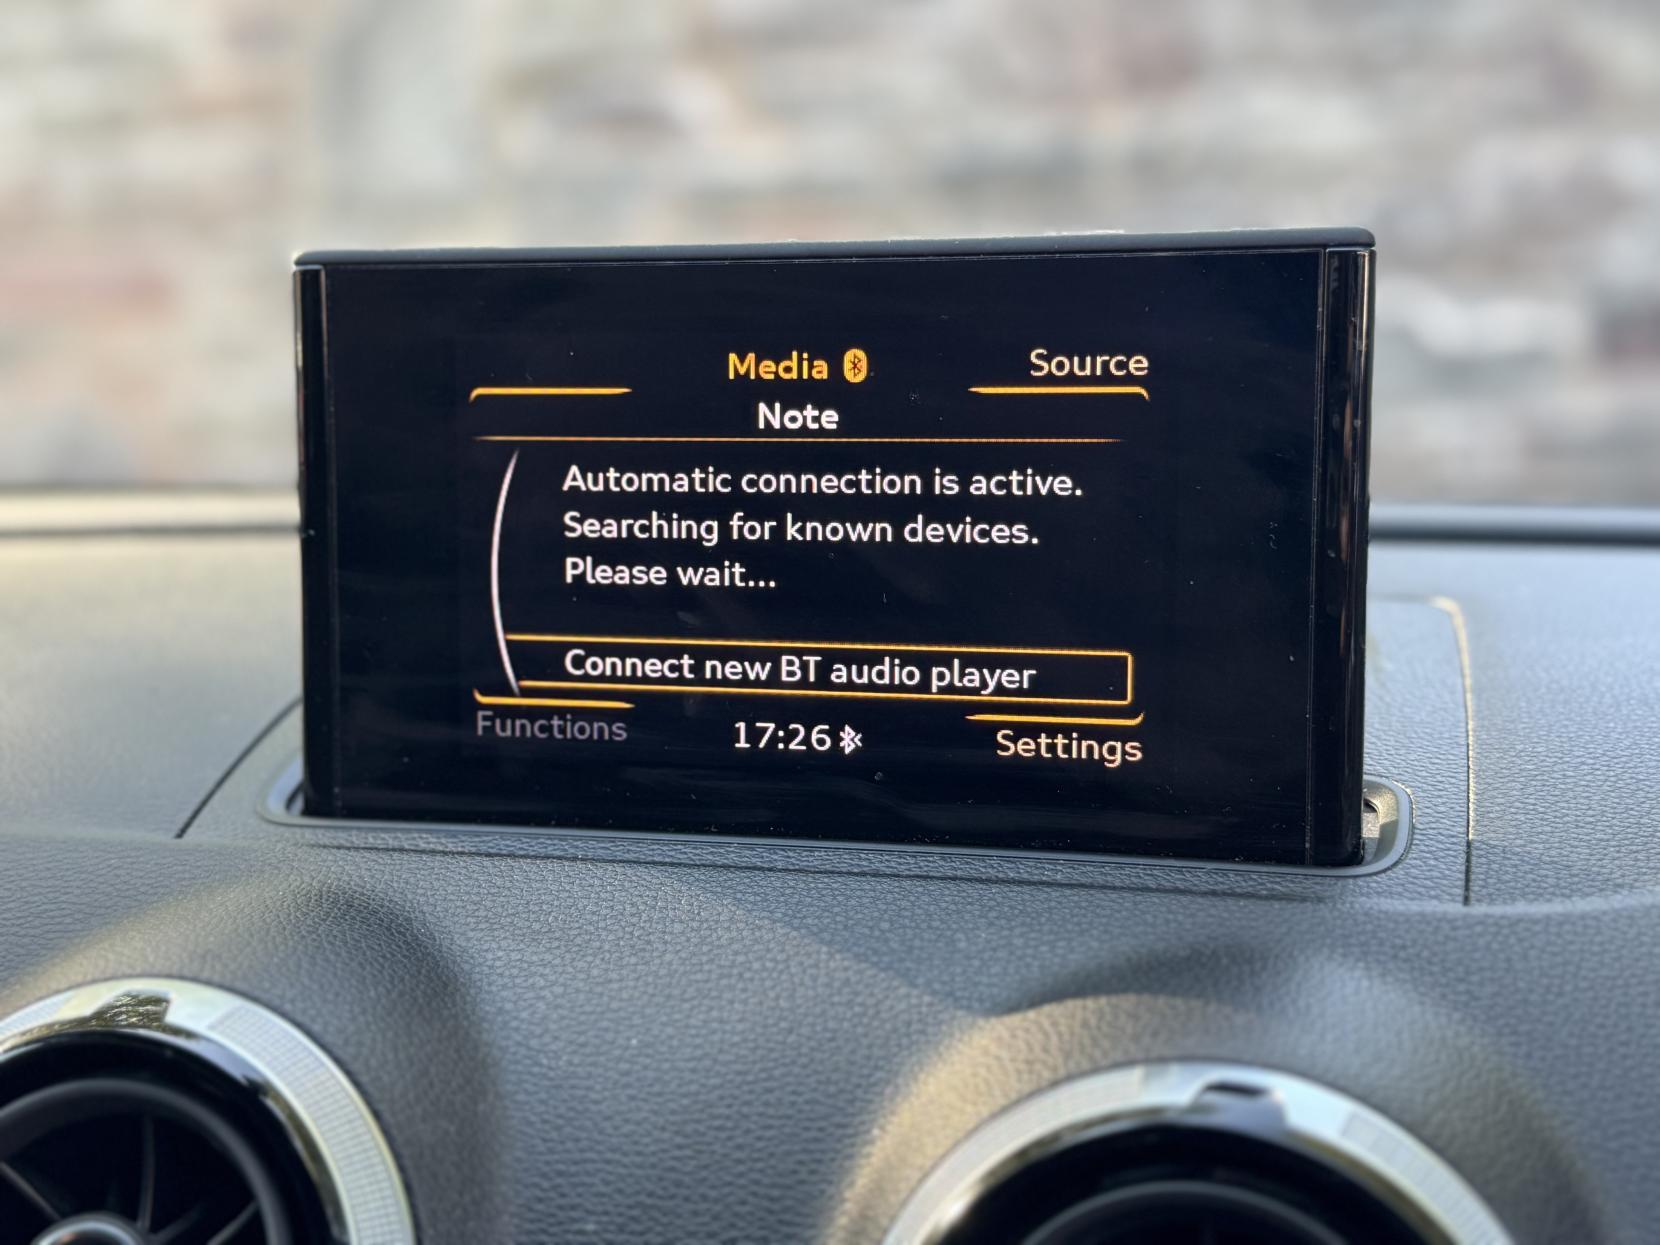 Media
Source
Note
Automatic connection is active.
Searching for known devices.
Please wait...
Connect new BT audio player
Functions
17:26
Settings